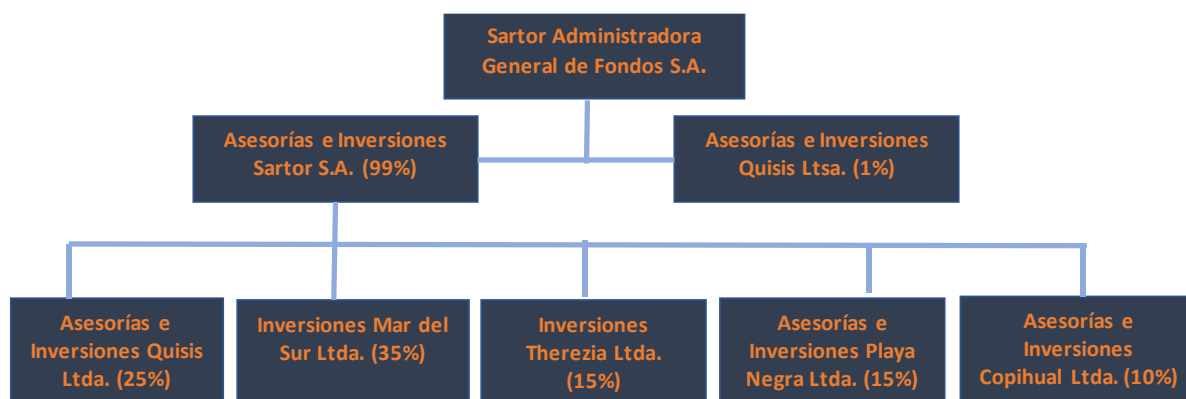 Sartor Administradora
General de Fondos S.A.
Asesorías e Inversiones
Sartor S.A. (99%)
Asesorías e Inversiones
Quisis Ltsa. (1%)
Asesorías e
Inversiones Quisis
Ltda. (25%)
Inversiones Mar del
Sur Ltda. (35%)
Inversiones
Therezia Ltda.
(15%)
Asesorías e
Inversiones Playa
Negra Ltda. (15%)
Asesorías e
Inversiones
Copihual Ltda. (10%)